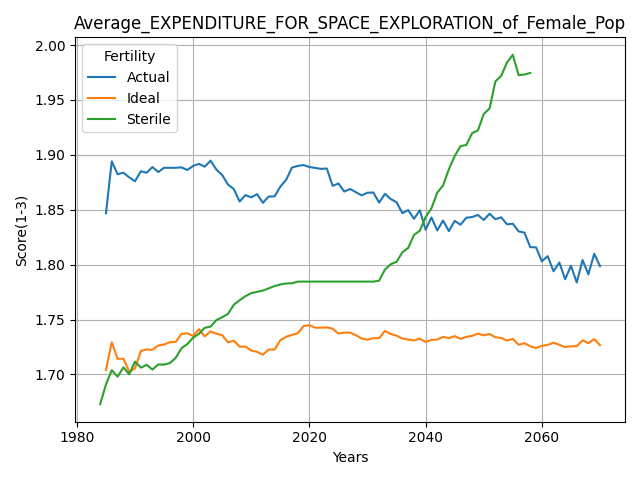 Average_EXPENDITURE_FOR_SPACE_EXPLORATION_of_Female_Pop
Fertility
Actual
Ideal
Sterile
Score(1-3)
2.00
1.95
1.90
1.85
1.80
1.75
1.70
1980
2000
2020
2040
2060
Years